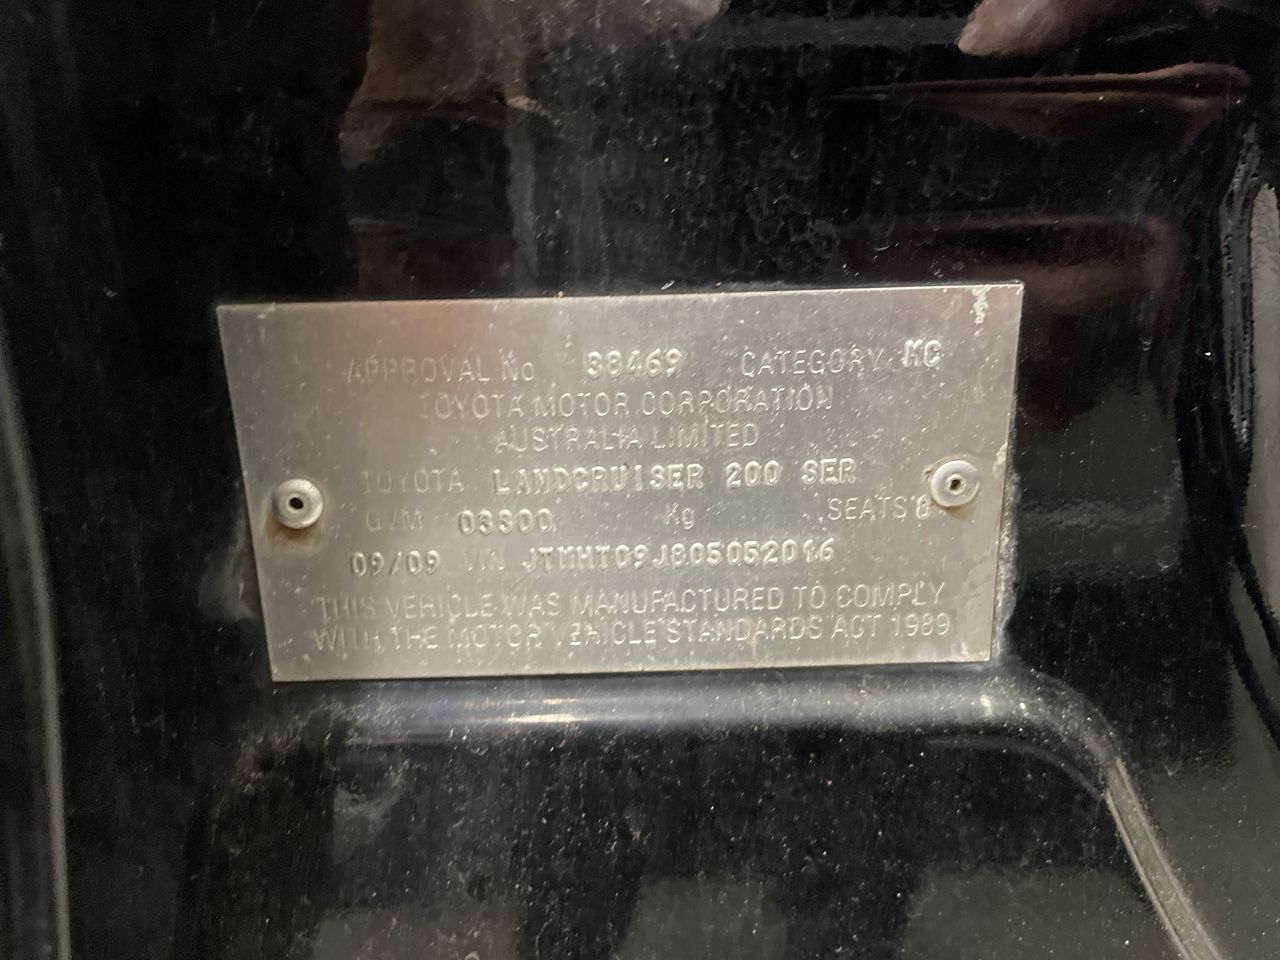 APPROVAL No 38469 CATEGORY MC
TOYOTA MOTOR CORPORATION
AUSTRALIA LIMITED
TOYOTA LANDCRUISER 200 SER
GVM 03300 Kg SEATS 8
09/09 VIN JTMHT09J805052016
THIS VEHICLE WAS MANUFACTURED TO COMPLY
WITH THE MOTOR VEHICLE STANDARDS ACT 1989